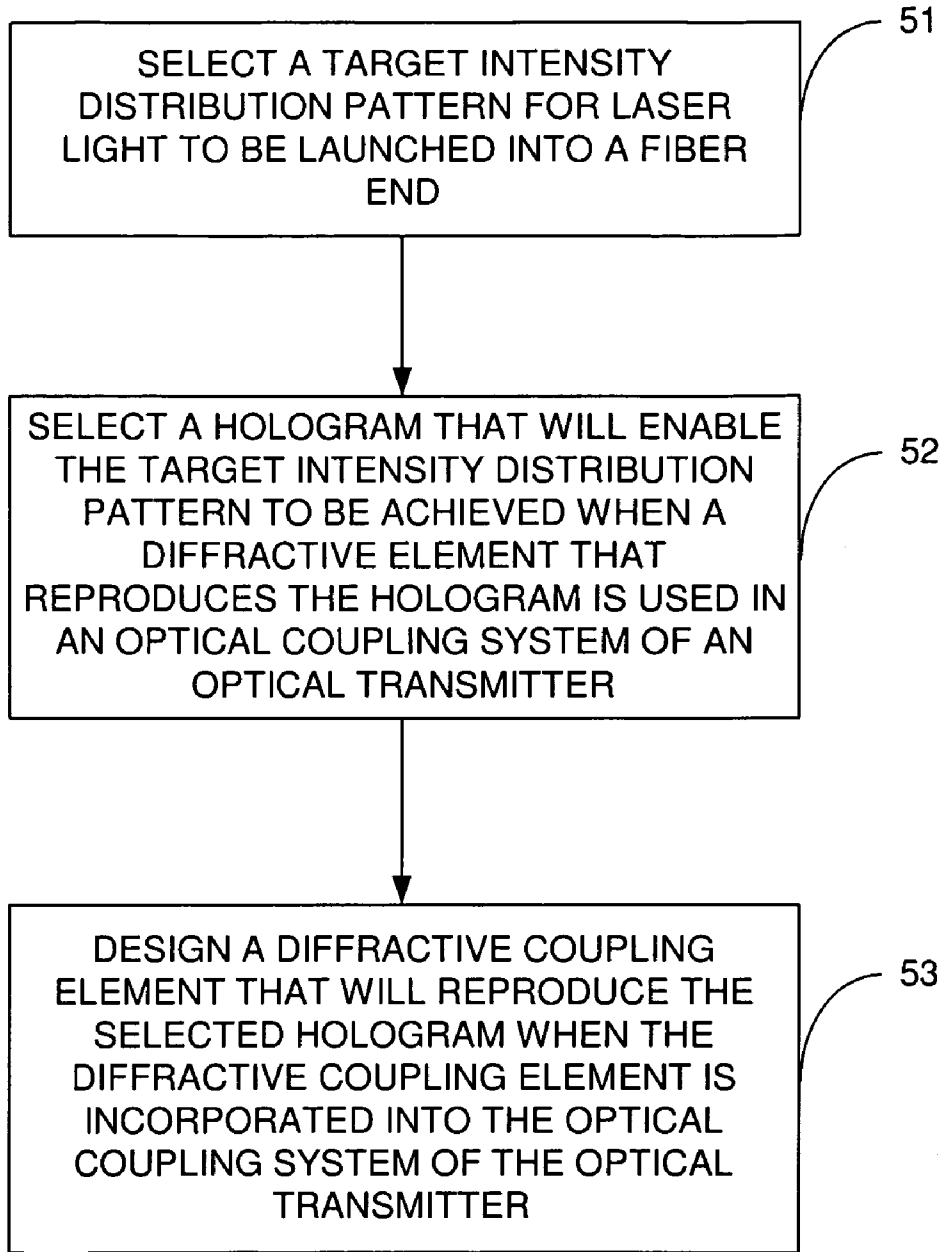 51
SELECT A TARGET INTENSITY
DISTRIBUTION PATTERN FOR LASER
LIGHT TO BE LAUNCHED INTO A FIBER
END
52
SELECT A HOLOGRAM THAT WILL ENABLE
THE TARGET INTENSITY DISTRIBUTION
PATTERN TO BE ACHIEVED WHEN A
DIFFRACTIVE ELEMENT THAT
REPRODUCES THE HOLOGRAM IS USED IN
AN OPTICAL COUPLING SYSTEM OF AN
OPTICAL TRANSMITTER
53
DESIGN A DIFFRACTIVE COUPLING
ELEMENT THAT WILL REPRODUCE THE
SELECTED HOLOGRAM WHEN THE
DIFFRACTIVE COUPLING ELEMENT IS
INCORPORATED INTO THE OPTICAL
COUPLING SYSTEM OF THE OPTICAL
TRANSMITTER